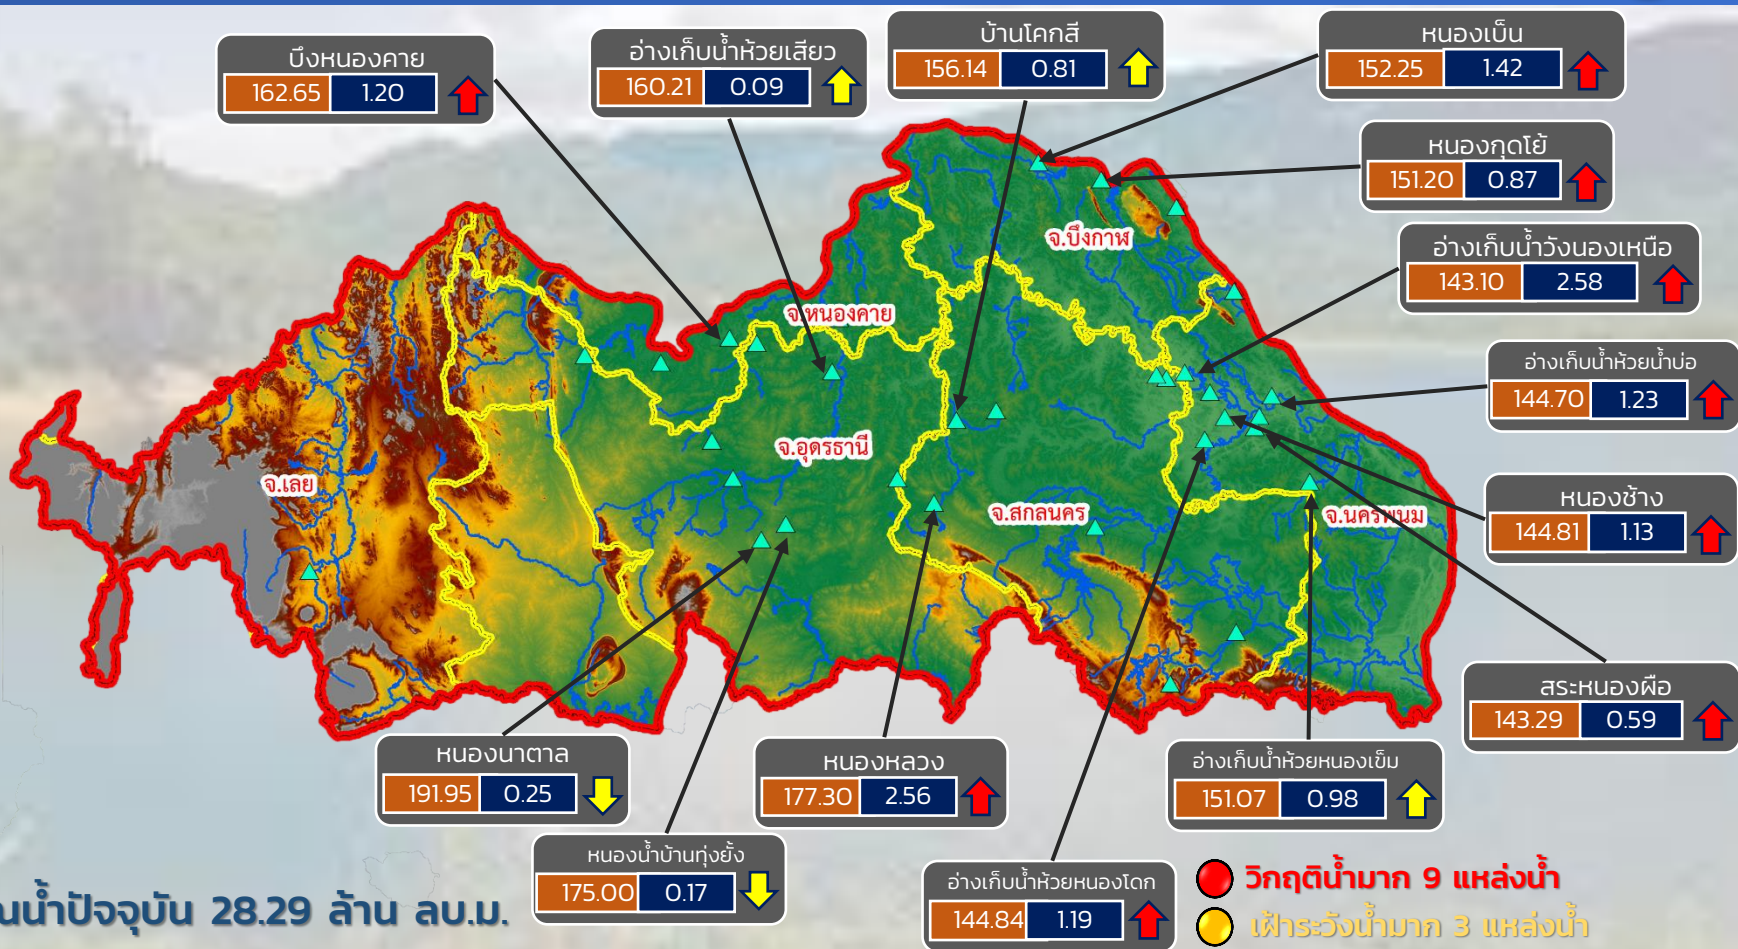 บึงหนองคาย
162.65 1.20
อ่างเก็บน้ำห้วยเสียว
160.21 0.09
บ้านโคกสี
156.14 0.81
หนองเบ็น
152.25 1.42
หนองกุดโย้
151.20 0.87
อ่างเก็บน้ำวังนองเหนือ
143.10 2.58
อ่างเก็บน้ำห้วยน้ำบ่อ
144.70 1.23
หนองช้าง
144.81 1.13
สระหนองผือ
143.29 0.59
จ.บึงกาฬ
จ.หนองคาย
จ.อุดรธานี
จ.เลย
จ.สกลนคร
จ.นครพนม
หนองนาตาล
191.95 0.25
หนองหลวง
177.30 2.56
อ่างเก็บน้ำห้วยหนองเข็ม
151.07 0.98
หนองน้ำบ้านทุ่งยั้ง
175.00 0.17
อ่างเก็บน้ำห้วยหนองโดก
144.84 1.19
วิกฤติน้ำมาก 9 แหล่งน้ำ
เฝ้าระวังน้ำมาก 3 แหล่งน้ำ
ณน้ำปัจจุบัน 28.29 ล้าน ลบ.ม.